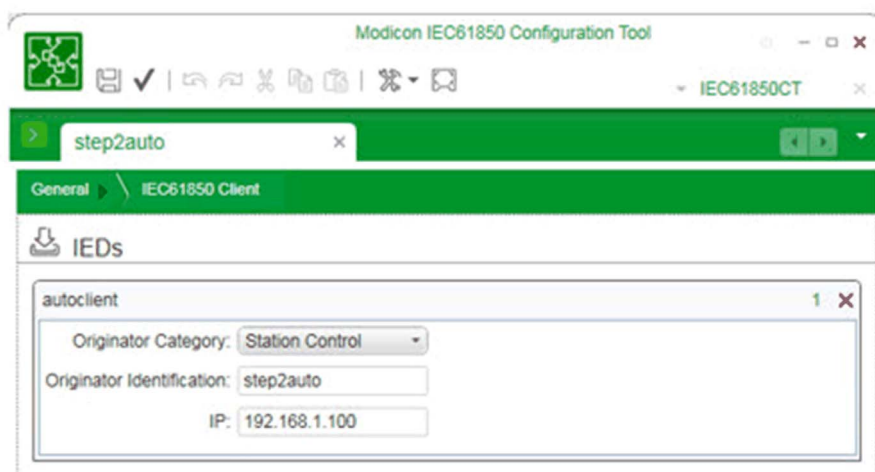 Modicon IEC61850 Configuration Tool
IEC61850CT
step2auto
General IEC61850 Client
IEDs
autoclient 1
Originator Category: Station Control
Originator Identification: step2auto
IP: 192.168.1.100